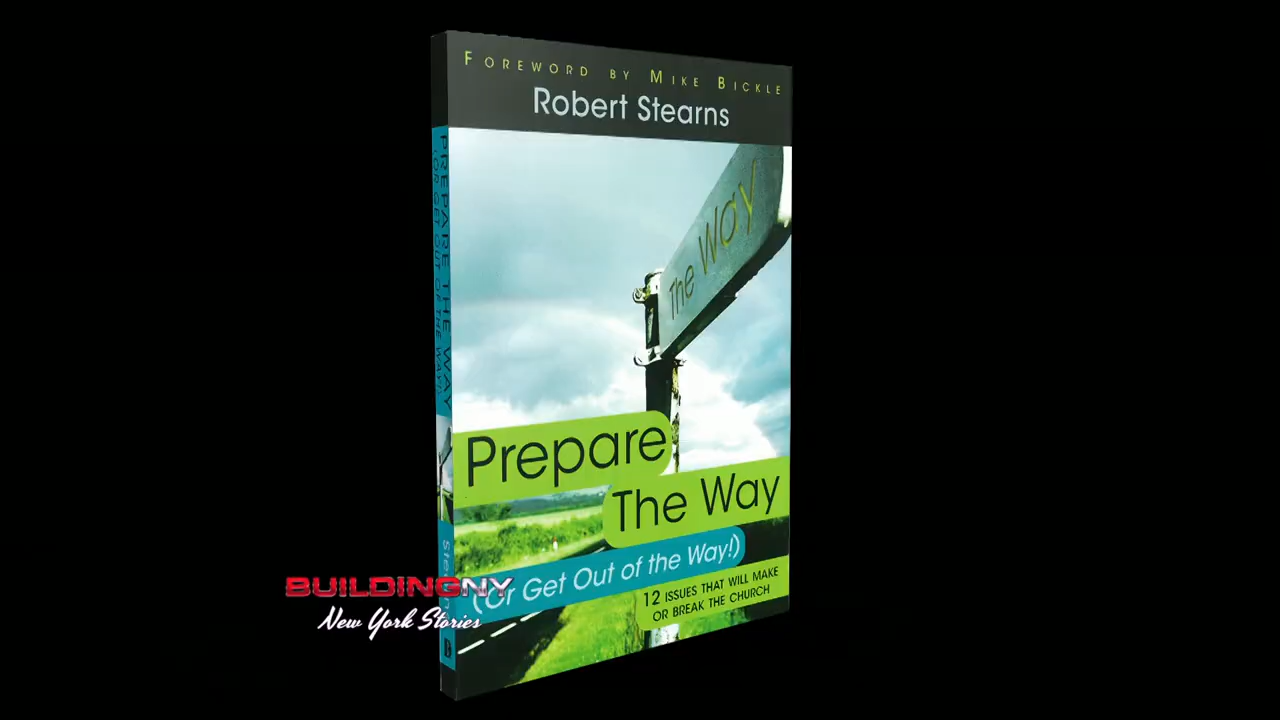 FOREWORD BY MIKE BICKLE
Robert Stearns
The Way
PREPARE THE WAY
(OR GET OUT OF THE WAY!)
Prepare
The Way
(Or Get Out of the Way!)
12 ISSUES THAT WILL MAKE
OR BREAK THE CHURCH
BUILDINGNY
New York Stories